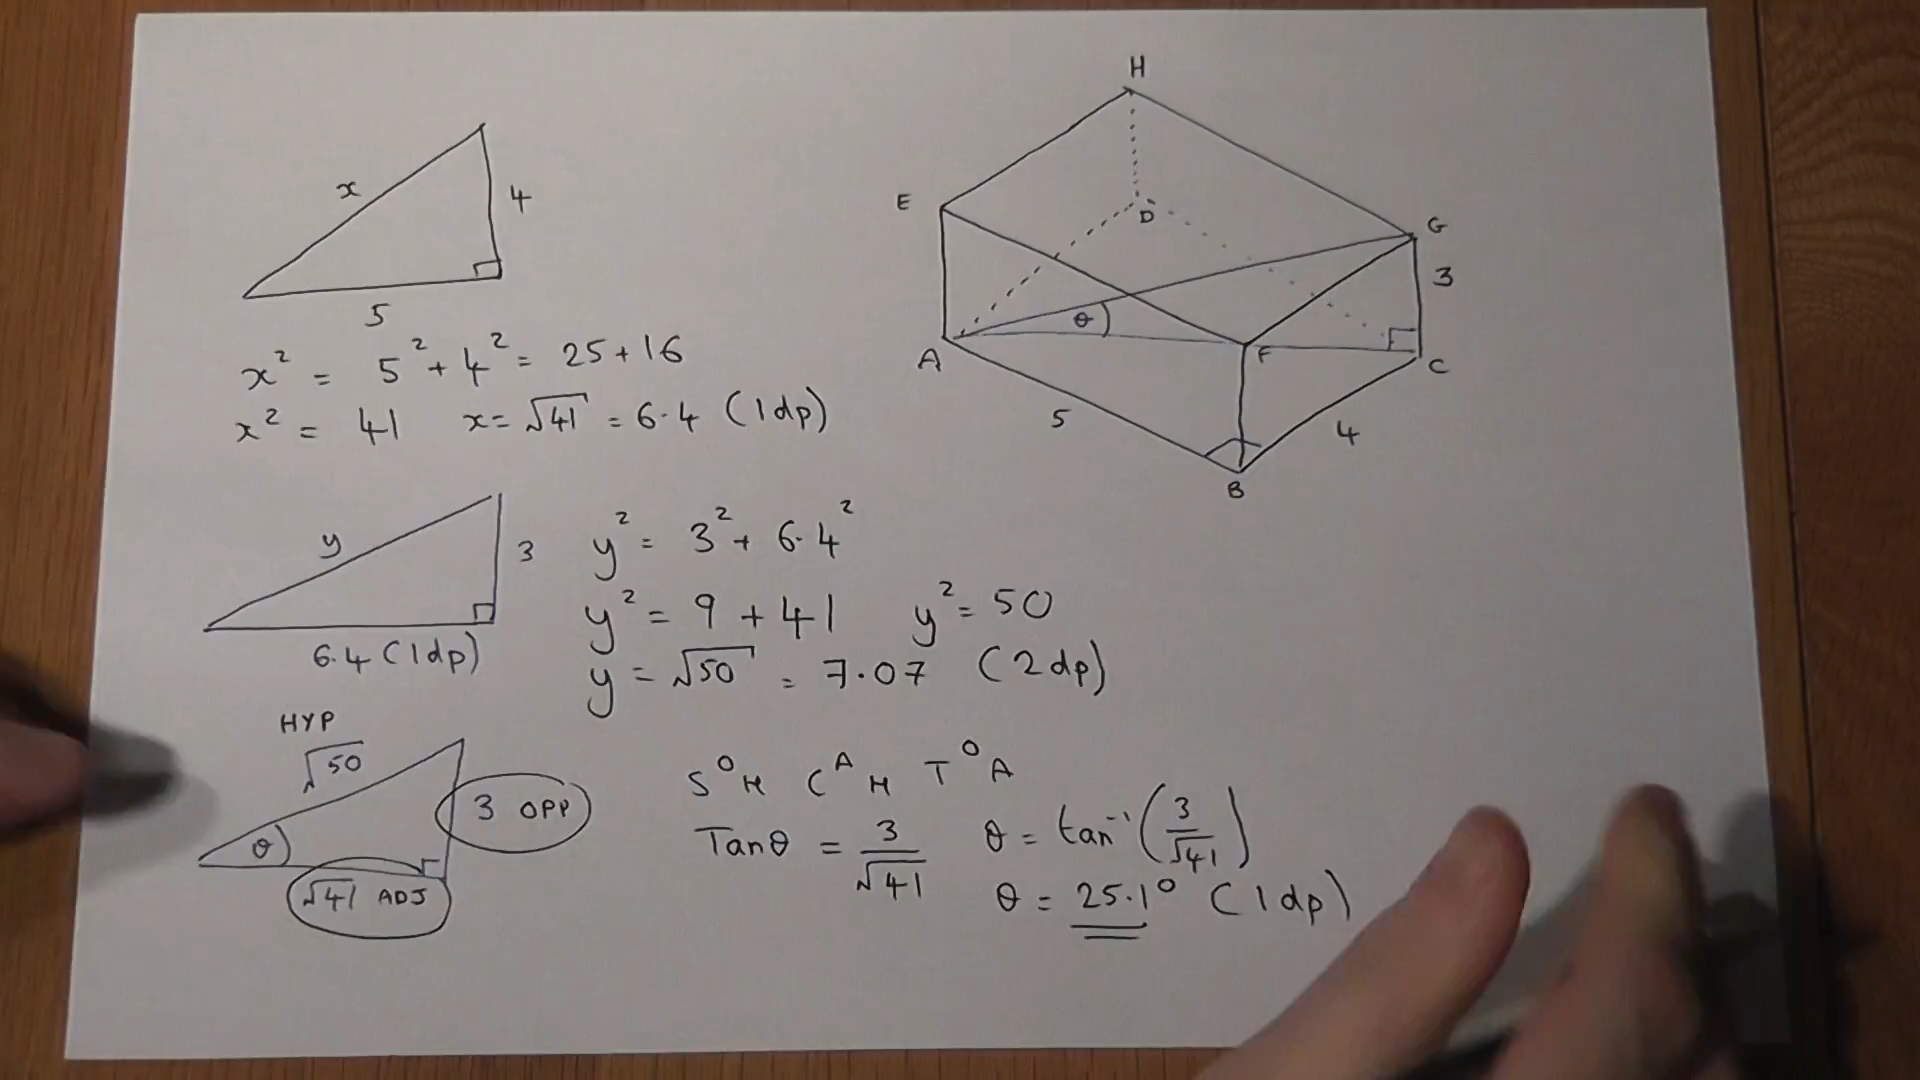 x
4
5
x² = 5² + 4² = 25 + 16
x² = 41 x = √41 = 6.4 (1dp)
H
E
D
G
3
θ
A
F
C
5
4
B
y
3
6.4 (1dp)
y² = 3² + 6.4²
y² = 9 + 41 y² = 50
y = √50 = 7.07 (2dp)
HYP
√50
3 OPP
θ
√41 ADJ
S O H C A H T O A
Tanθ = 3/√41 θ = tan⁻¹(3/√41)
θ = 25.1° (1dp)